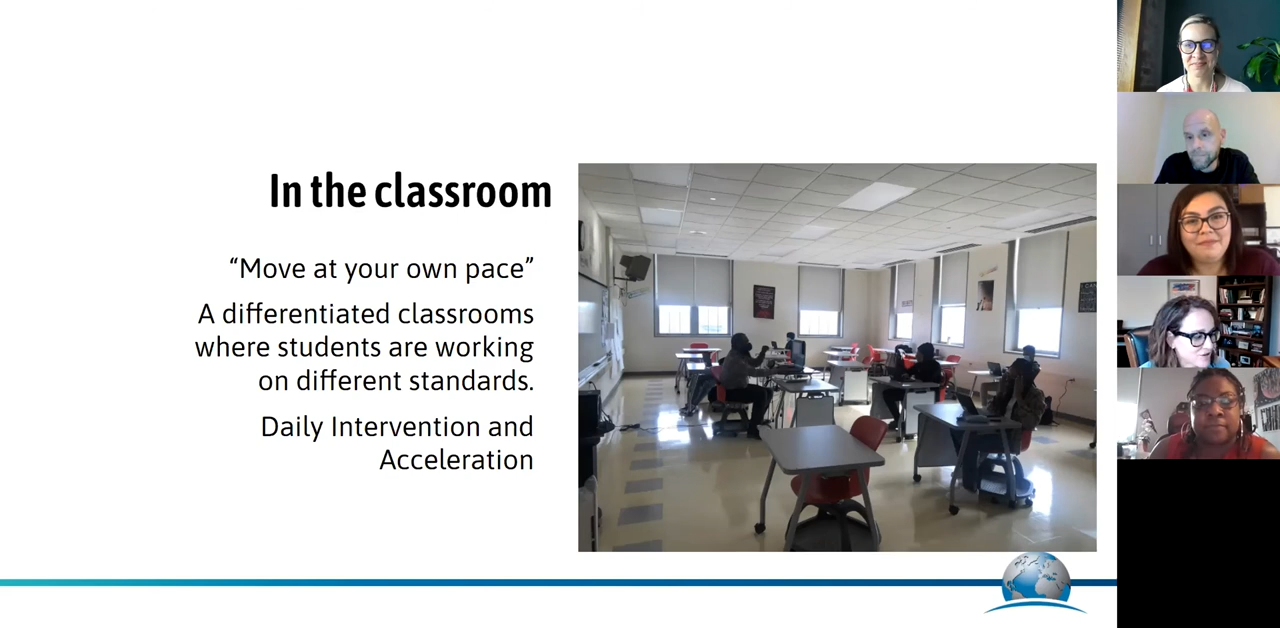 In the classroom
“Move at your own pace”
A differentiated classrooms
where students are working
on different standards.
Daily Intervention and
Acceleration